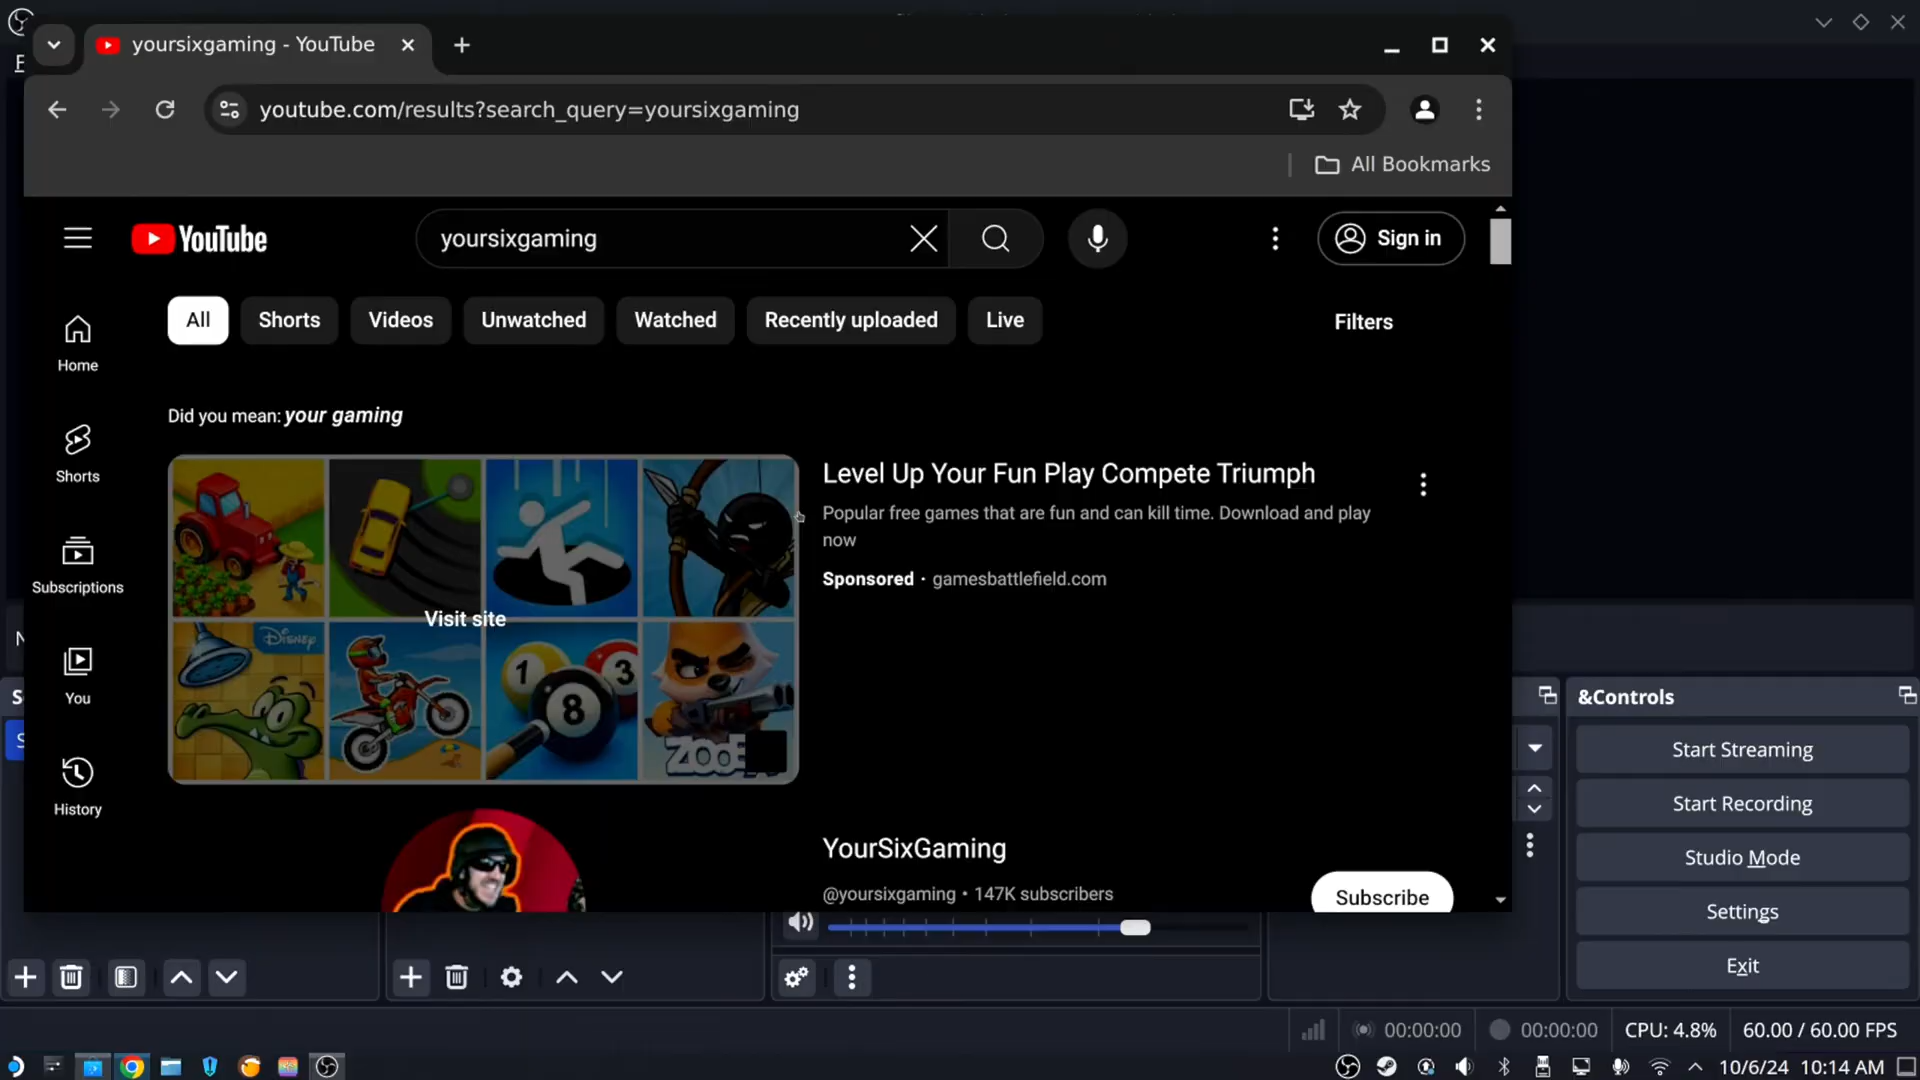 yoursixgaming - YouTube
youtube.com/results?search_query=yoursixgaming
All Bookmarks
YouTube
yoursixgaming
Sign in
All
Shorts
Videos
Unwatched
Watched
Recently uploaded
Live
Filters
Home
Shorts
Subscriptions
You
History
Did you mean: your gaming
Visit site
DISNEY
1
3
8
Level Up Your Fun Play Compete Triumph
Popular free games that are fun and can kill time. Download and play
now
Sponsored · gamesbattlefield.com
YourSixGaming
@yoursixgaming • 147K subscribers
Subscribe
&Controls
Start Streaming
Start Recording
Studio Mode
Settings
Exit
00:00:00
00:00:00
CPU: 4.8%
60.00 / 60.00 FPS
10/6/24
10:14 AM